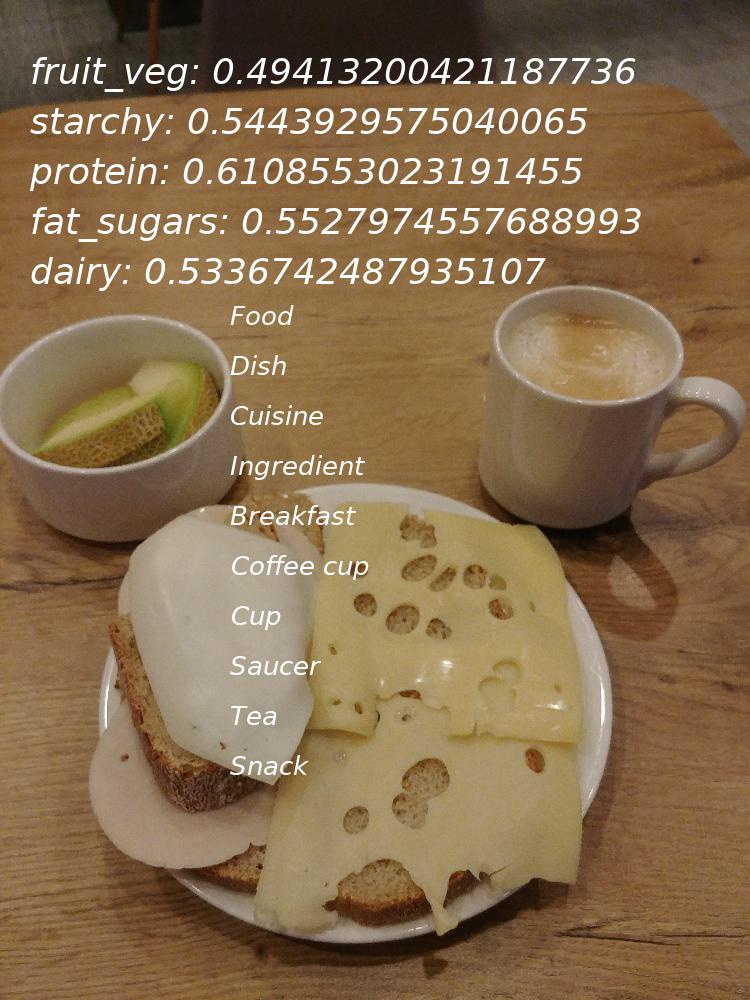 fruit_veg: 0.49413200421187736
starchy: 0.5443929575040065
protein: 0.6108553023191455
fat_sugars: 0.5527974557688993
dairy: 0.5336742487935107
Food
Dish
Cuisine
Ingredient
Breakfast
Coffee cup
Cup
Saucer
Tea
Snack